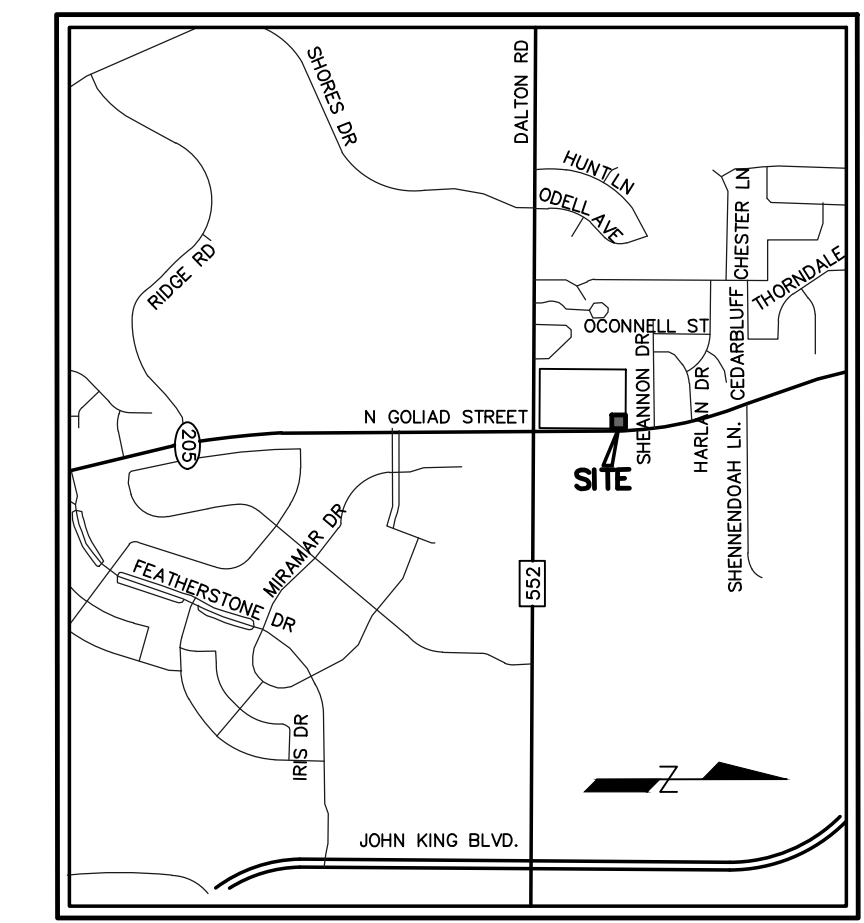 SHORES DR
DALTON RD
HUNT LN
ODELL AVE
CHESTER LN
RIDGE RD
THORNDALE
OCONNELL ST
CEDARBLUFF
SHEANNON DR
HARLAN DR
N GOLIAD STREET
205
SITE
SHENNENDOAH LN.
MIRAMAR DR
FEATHERSTONE DR
552
IRIS DR
Z
JOHN KING BLVD.